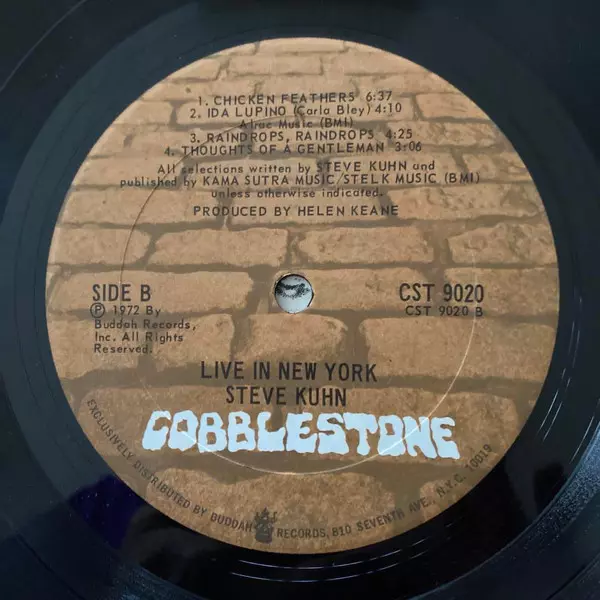 1. CHICKEN FEATHERS 6:37
2. IDA LUPINO (Carla Bley) 4:10
Alrac Music (BMI)
3. RAINDROPS, RAINDROPS 4:25
4. THOUGHTS OF A GENTLEMAN 3:06
All selections written by STEVE KUHN and
published by KAMA SUTRA MUSIC/STELK MUSIC (BMI)
unless otherwise indicated.
PRODUCED BY HELEN KEANE
SIDE B
℗ 1972 By
Buddah Records,
Inc. All Rights
Reserved.
CST 9020
CST 9020 B
LIVE IN NEW YORK
STEVE KUHN
COBBLESTONE
EXCLUSIVELY DISTRIBUTED BY BUDDAH RECORDS, 810 SEVENTH AVE., N.Y.C. 10019